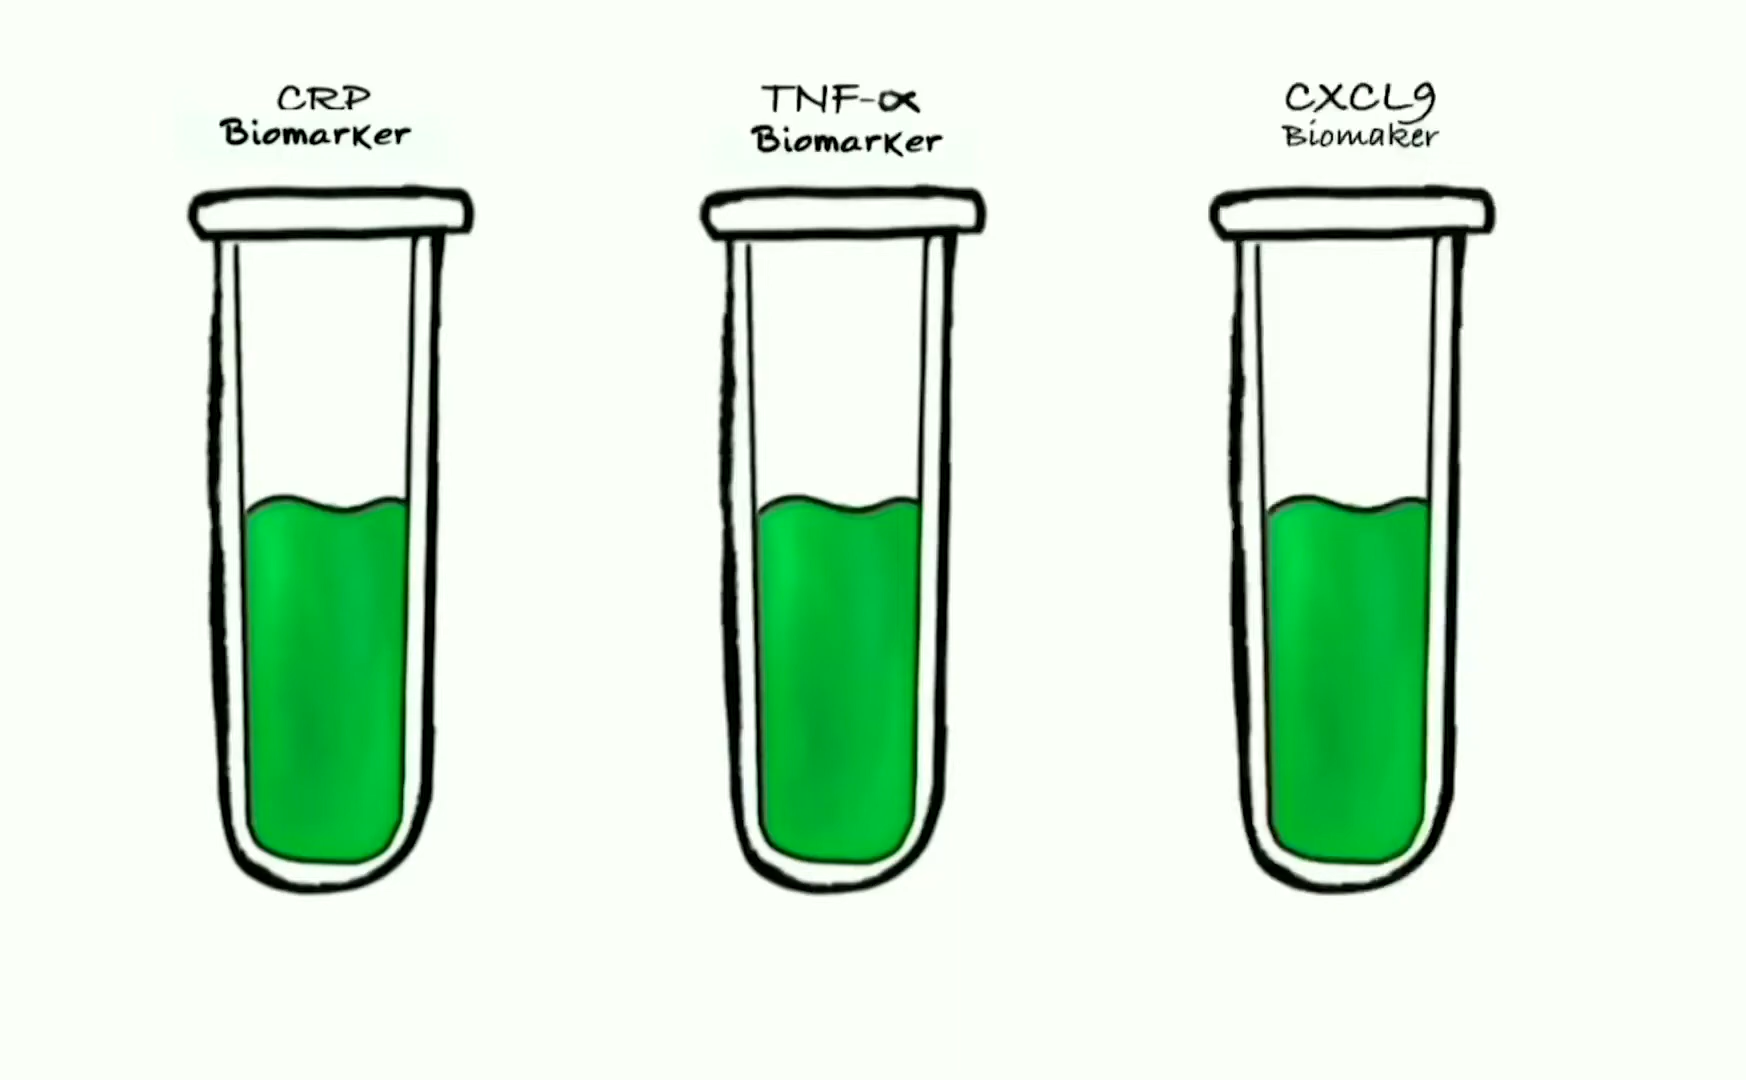 CRP
Biomarker
TNF-α
Biomarker
CXCL9
Biomaker